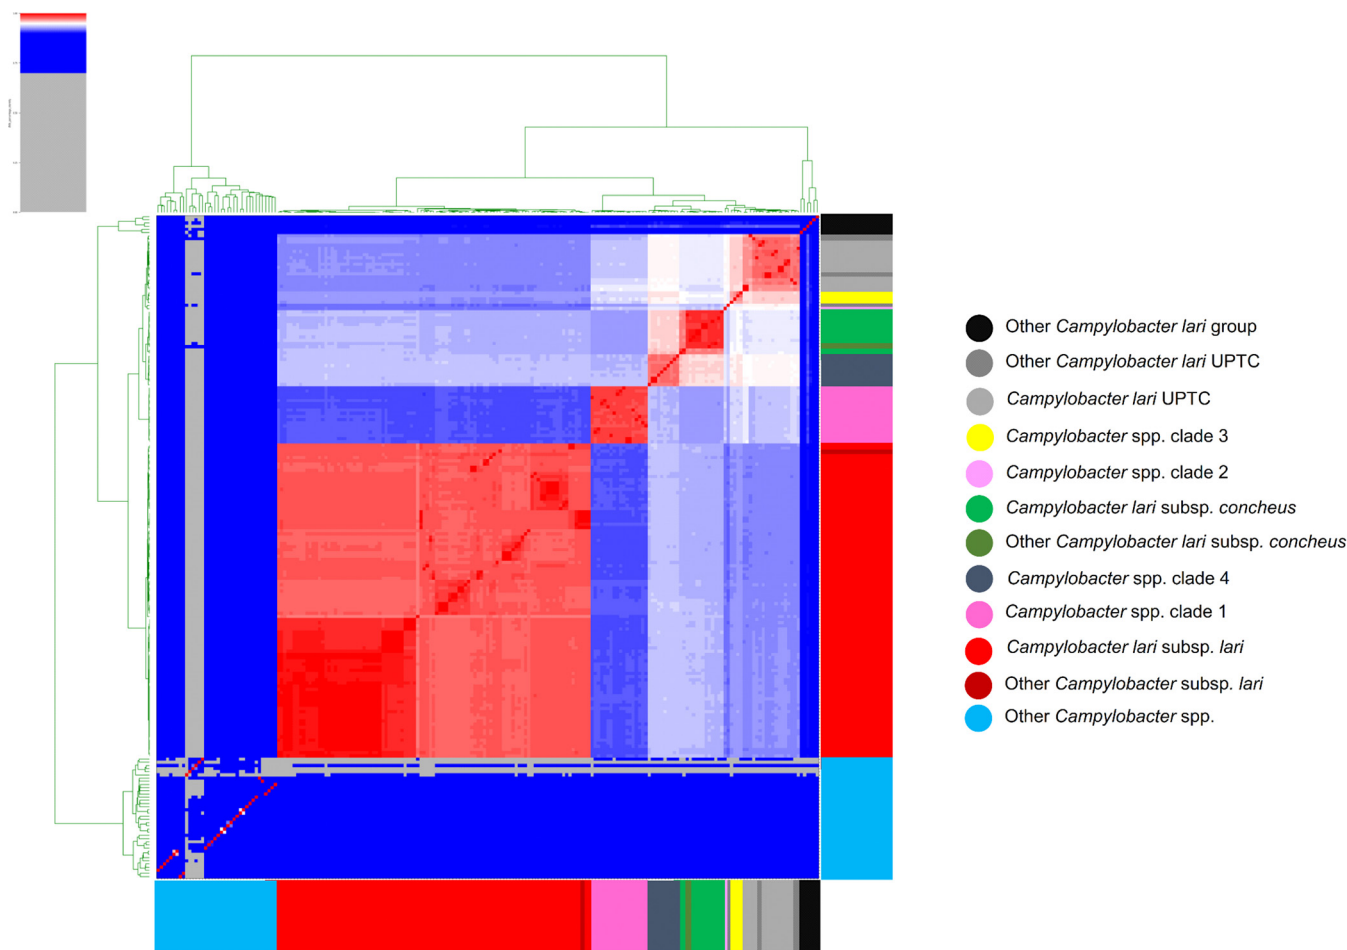 Other Campylobacter lari group
Other Campylobacter lari UPTC
Campylobacter lari UPTC
Campylobacter spp. clade 3
Campylobacter spp. clade 2
Campylobacter lari subsp. concheus
Other Campylobacter lari subsp. concheus
Campylobacter spp. clade 4
Campylobacter spp. clade 1
Campylobacter lari subsp. lari
Other Campylobacter subsp. lari
Other Campylobacter spp.